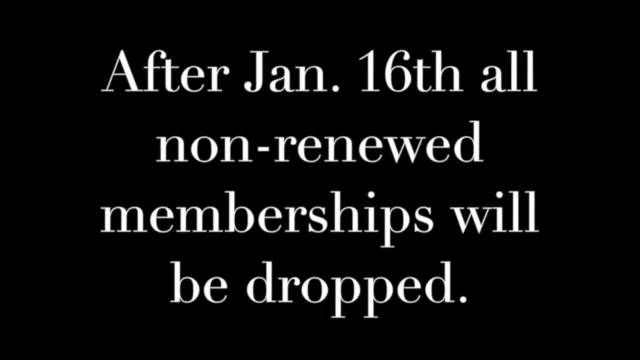 After Jan. 16th all
non-renewed
memberships will
be dropped.